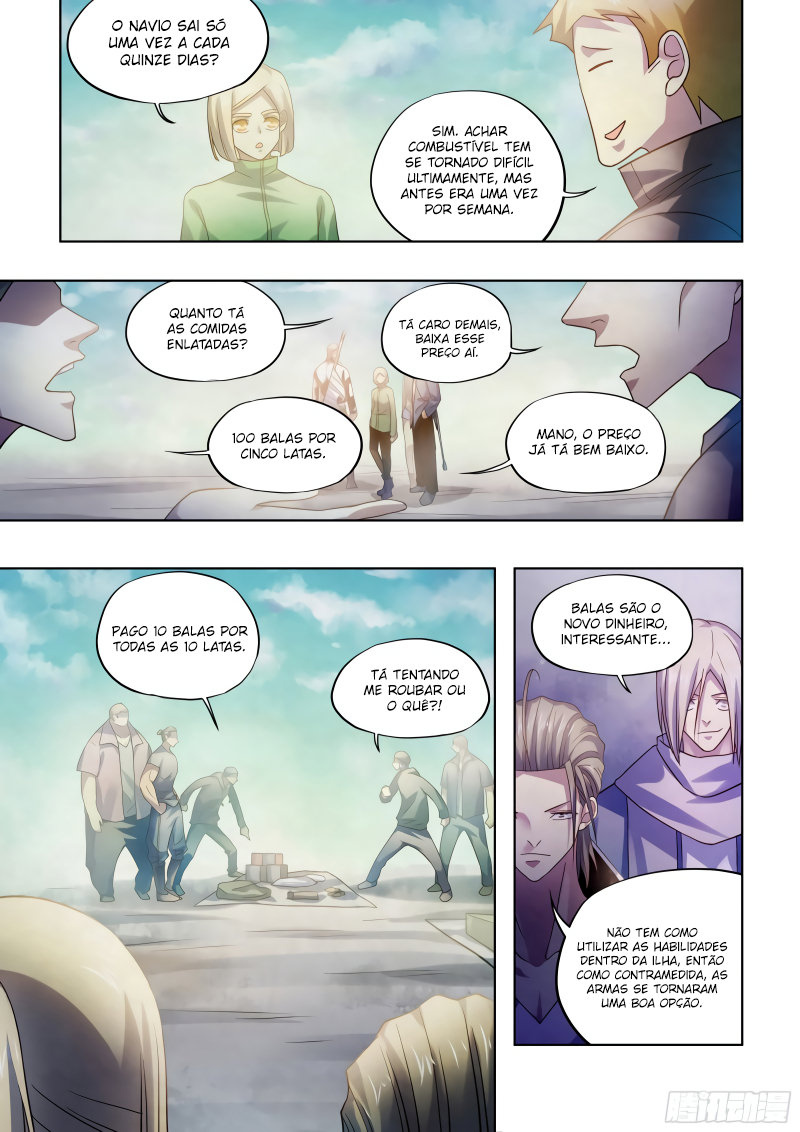 O NAVIO SAI SÓ
UMA VEZ A CADA
QUINZE DIAS?
SIM. ACHAR
COMBUSTÍVEL TEM
SE TORNADO DIFÍCIL
ULTIMAMENTE, MAS
ANTES ERA UMA VEZ
POR SEMANA.
QUANTO TÁ
AS COMIDAS
ENLATADAS?
TÁ CARO DEMAIS,
BAIXA ESSE
PREÇO AÍ.
100 BALAS POR
CINCO LATAS.
MANO, O PREÇO
JÁ TÁ BEM BAIXO.
PAGO 10 BALAS POR
TODAS AS 10 LATAS.
TÁ TENTANDO
ME ROUBAR OU
O QUÊ?!
BALAS SÃO O
NOVO DINHEIRO,
INTERESSANTE...
NÃO TEM COMO
UTILIZAR AS HABILIDADES
DENTRO DA ILHA, ENTÃO
COMO CONTRAMEDIDA, AS
ARMAS SE TORNARAM
UMA BOA OPÇÃO.
腾讯动漫